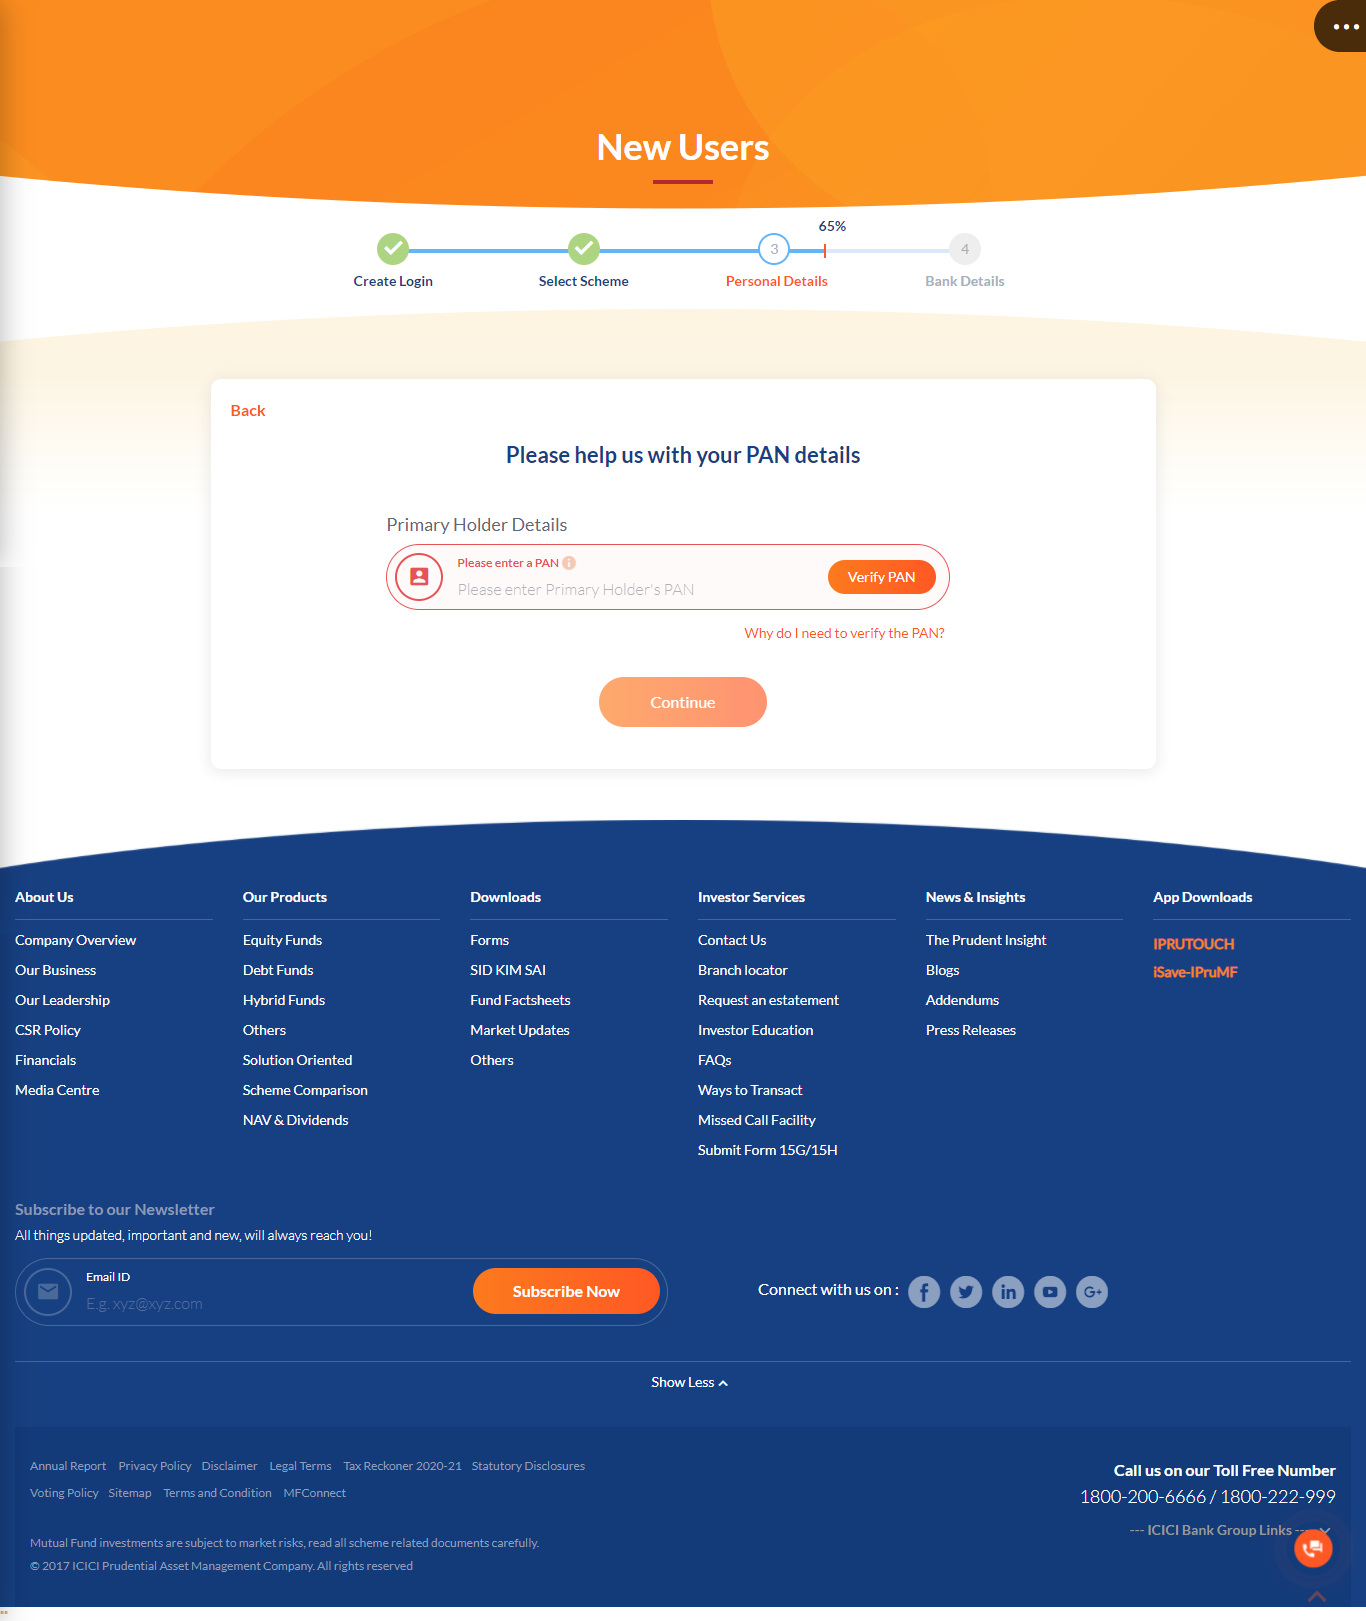 New Users
65%
3
4
Create Login
Select Scheme
Personal Details
Bank Details
Back
Please help us with your PAN details
Primary Holder Details
Please enter a PAN
Please enter Primary Holder's PAN
Verify PAN
Why do I need to verify the PAN?
Continue
About Us
Company Overview
Our Business
Our Leadership
CSR Policy
Financials
Media Centre
Our Products
Equity Funds
Debt Funds
Hybrid Funds
Others
Solution Oriented
Scheme Comparison
NAV & Dividends
Downloads
Forms
SID KIM SAI
Fund Factsheets
Market Updates
Others
Investor Services
Contact Us
Branch locator
Request an estatement
Investor Education
FAQs
Ways to Transact
Missed Call Facility
Submit Form 15G/15H
News & Insights
The Prudent Insight
Blogs
Addendums
Press Releases
App Downloads
IPRUTOUCH
iSave-IPruMF
Subscribe to our Newsletter
All things updated, important and new, will always reach you!
Email ID
E.g. xyz@xyz.com
Subscribe Now
Connect with us on :
Show Less
Annual Report Privacy Policy Disclaimer Legal Terms Tax Reckoner 2020-21 Statutory Disclosures
Voting Policy Sitemap Terms and Condition MFConnect
Mutual Fund investments are subject to market risks, read all scheme related documents carefully.
© 2017 ICICI Prudential Asset Management Company. All rights reserved
Call us on our Toll Free Number
1800-200-6666 / 1800-222-999
--- ICICI Bank Group Links ---